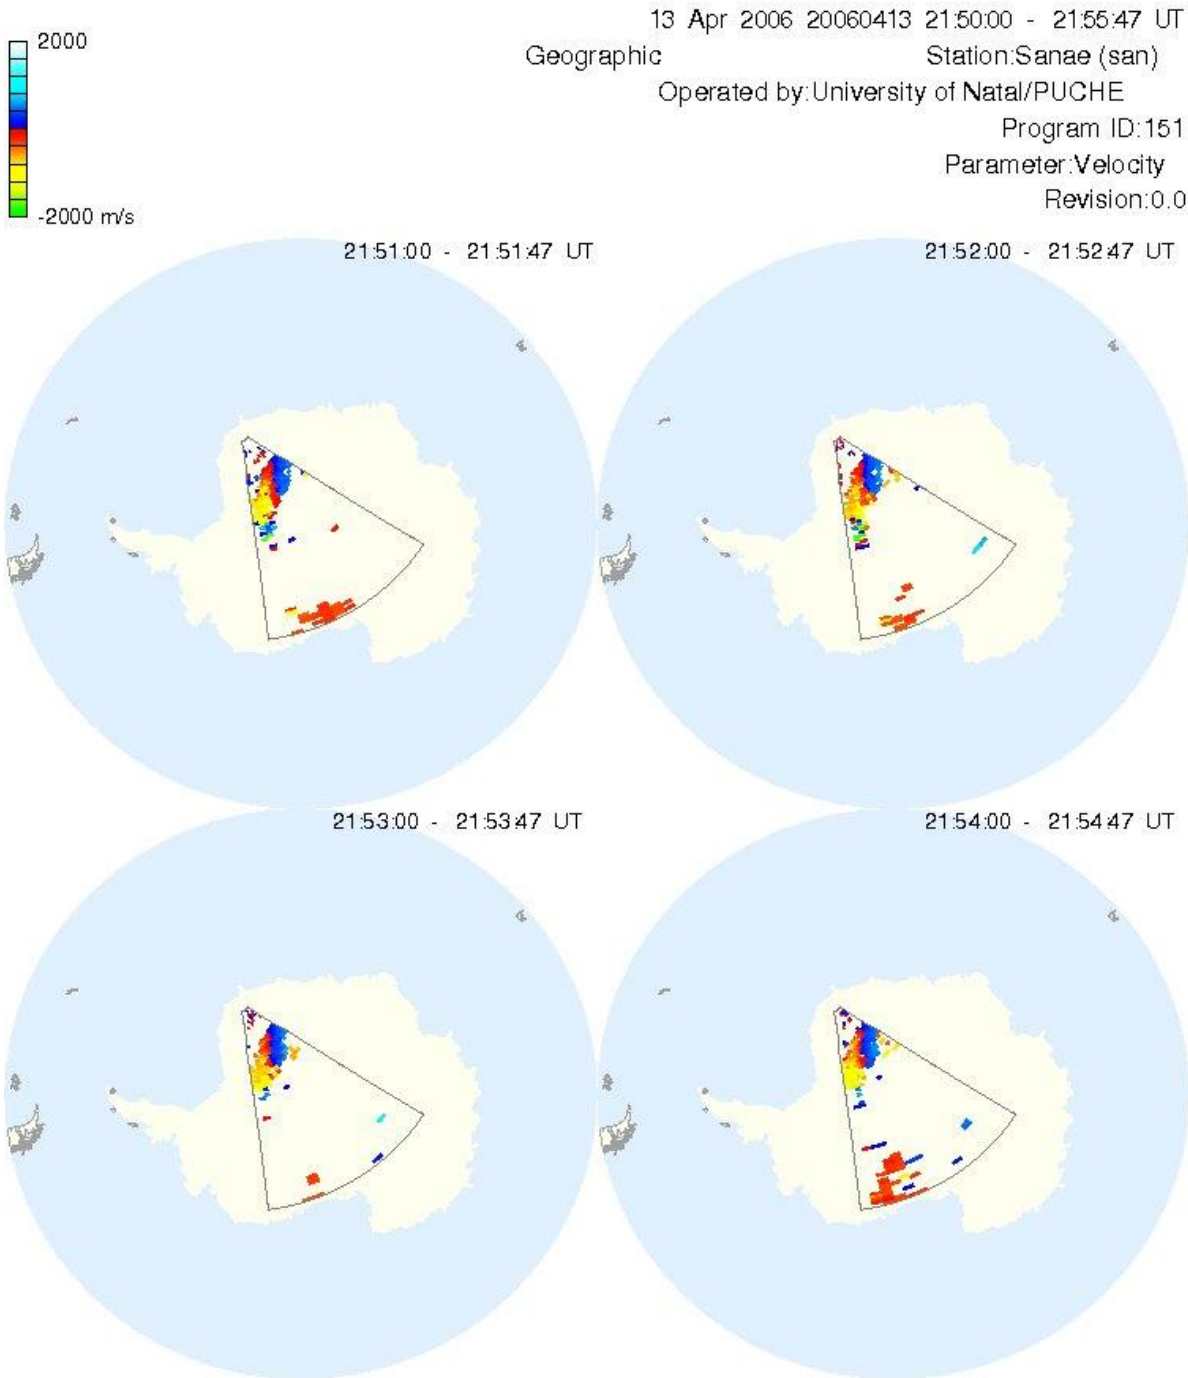 13 Apr 2006 20060413 21:50:00 - 21:55:47 UT
2000
Geographic Station:Sanae (san)
Operated by:University of Natal/PUCHE
Program ID:151
Parameter:Velocity
Revision:0.0
-2000 m/s
21:51:00 - 21:51:47 UT
21:52:00 - 21:52:47 UT
21:53:00 - 21:53:47 UT
21:54:00 - 21:54:47 UT